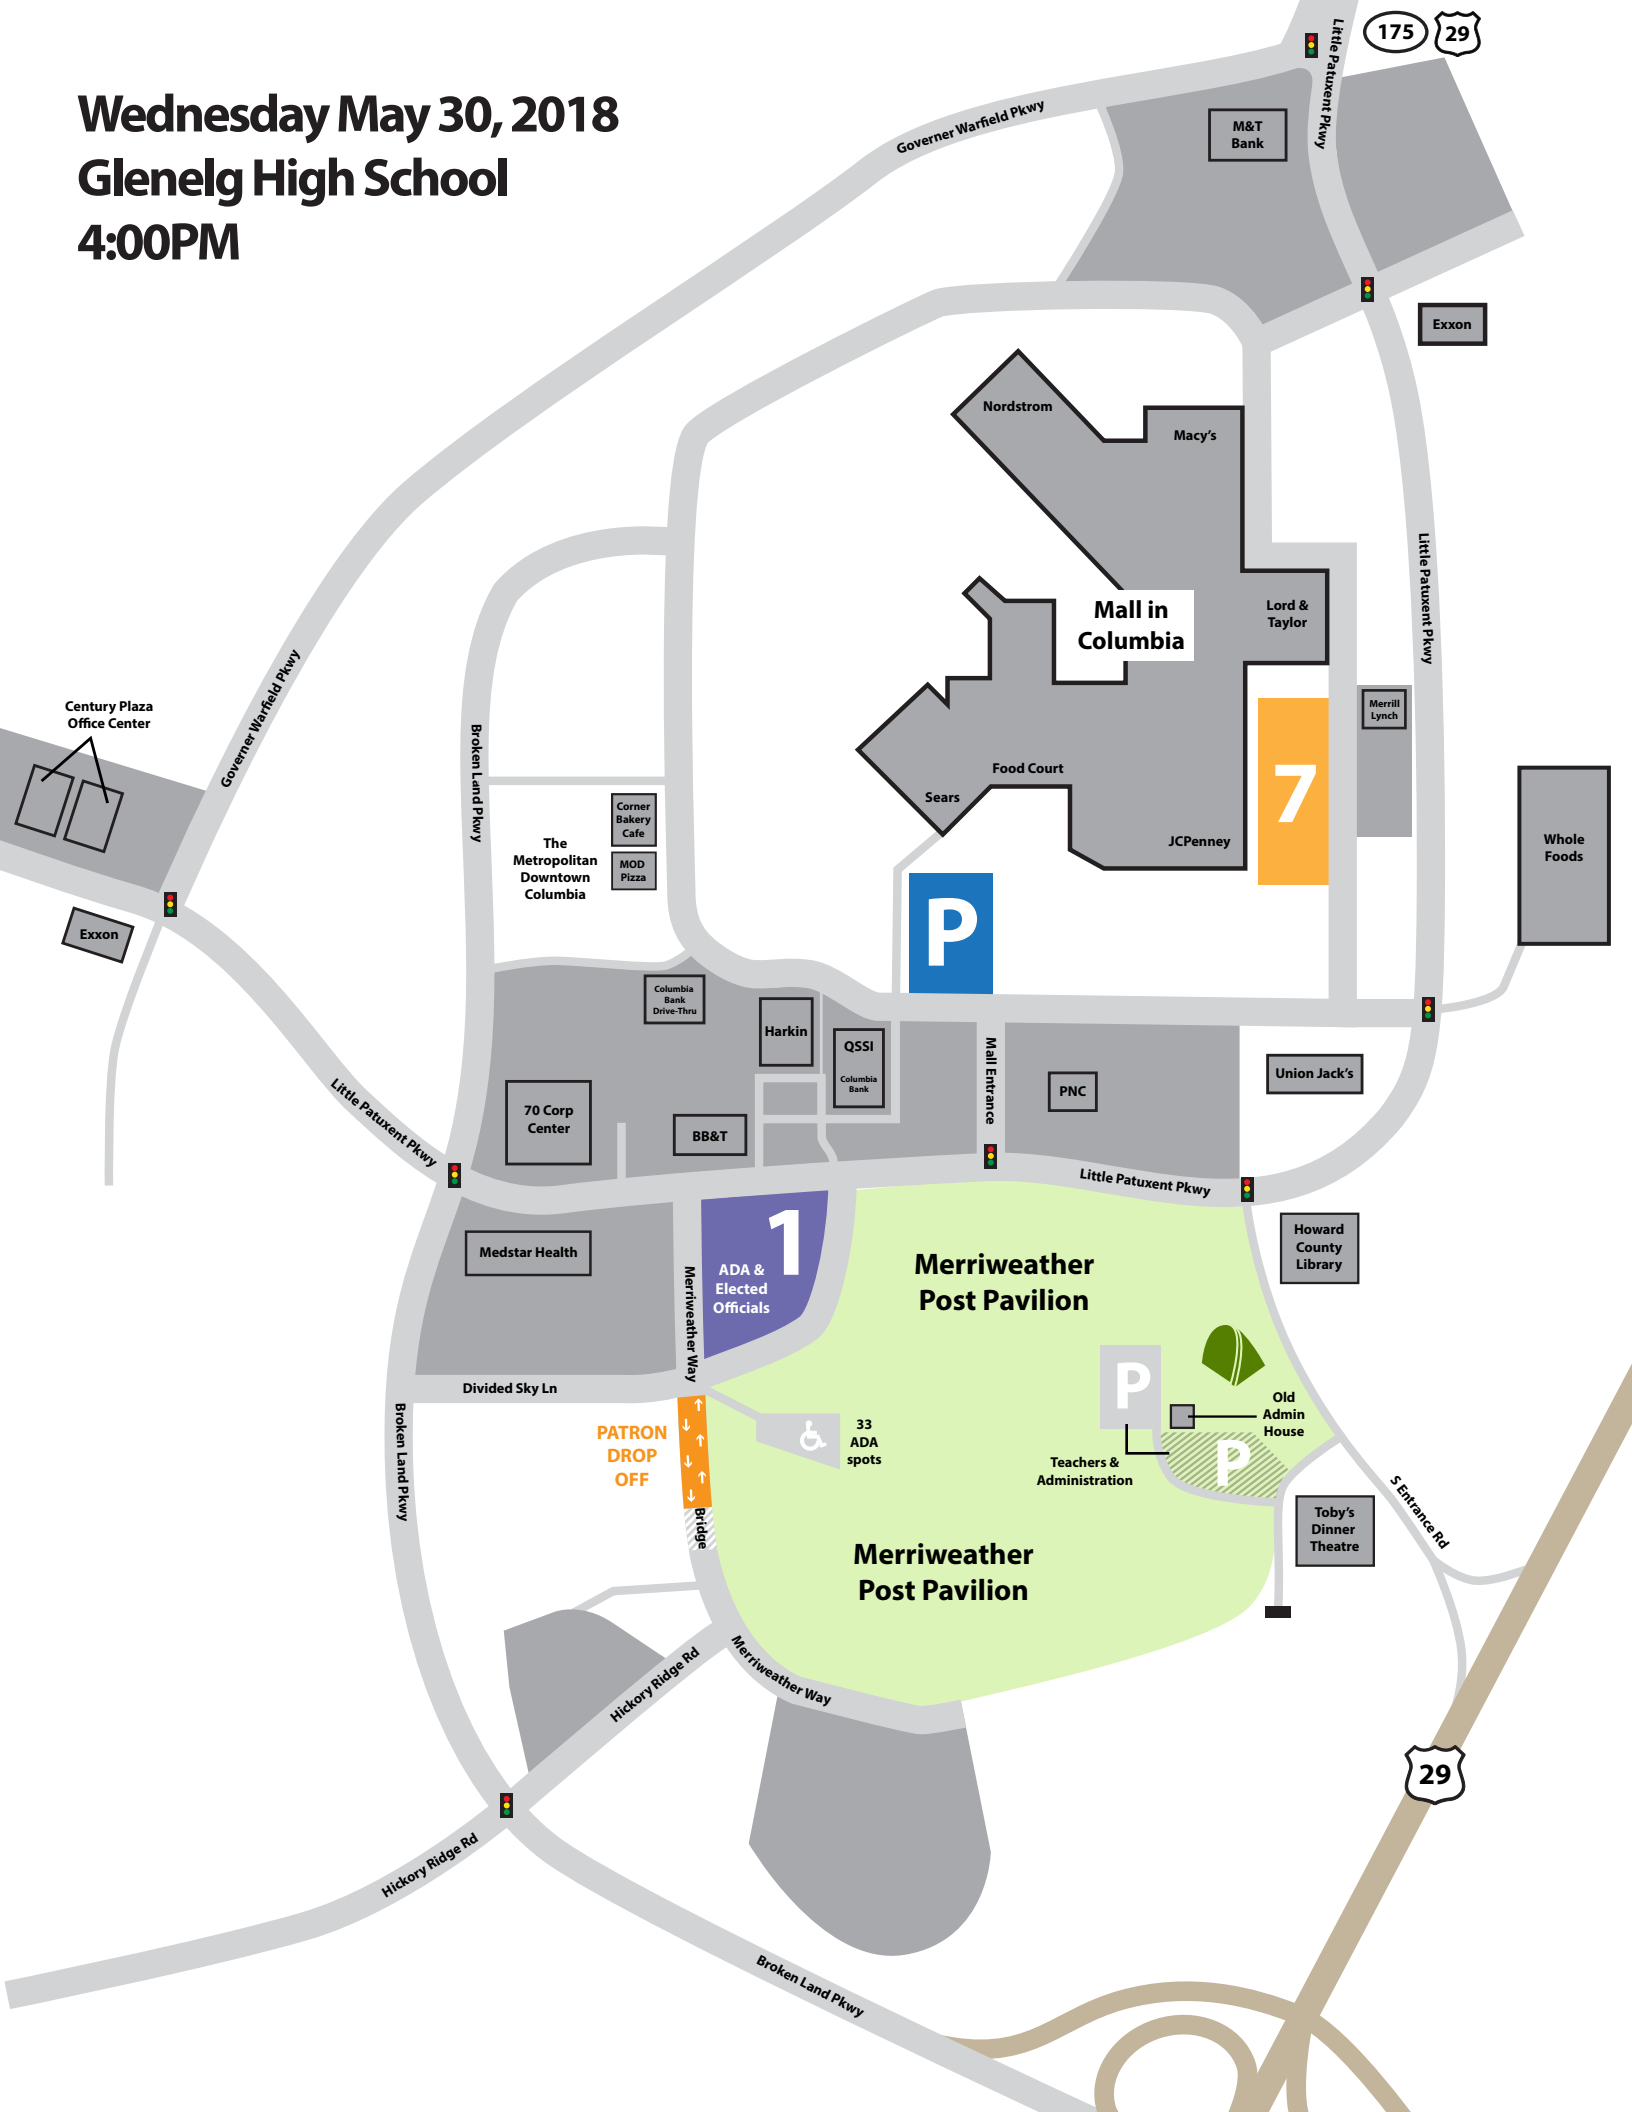 Wednesday May 30, 2018
Glenelg High School
4:00PM
175
29
Little Patuxent Pkwy
Governer Warfield Pkwy
M&T
Bank
Exxon
Nordstrom
Macy's
Mall in
Columbia
Lord &
Taylor
Little Patuxent Pkwy
Governer Warfield Pkwy
Century Plaza
Office Center
Merrill
Lynch
Broken Land Pkwy
Food Court
Sears
7
JCPenney
Corner
Bakery
Cafe
MOD
Pizza
The
Metropolitan
Downtown
Columbia
Whole
Foods
Exxon
P
Columbia
Bank
Drive-Thru
Harkin
QSSI
Columbia
Bank
Mall Entrance
PNC
Union Jack's
70 Corp
Center
BB&T
Little Patuxent Pkwy
Little Patuxent Pkwy
Medstar Health
1
ADA &
Elected
Officials
Merriweather Way
Merriweather
Post Pavilion
Howard
County
Library
Divided Sky Ln
P
Old
Admin
House
Broken Land Pkwy
PATRON
DROP
OFF
33
ADA
spots
P
Teachers &
Administration
Bridge
S Entrance Rd
Toby's
Dinner
Theatre
Merriweather
Post Pavilion
Hickory Ridge Rd
Merriweather Way
29
Hickory Ridge Rd
Broken Land Pkwy